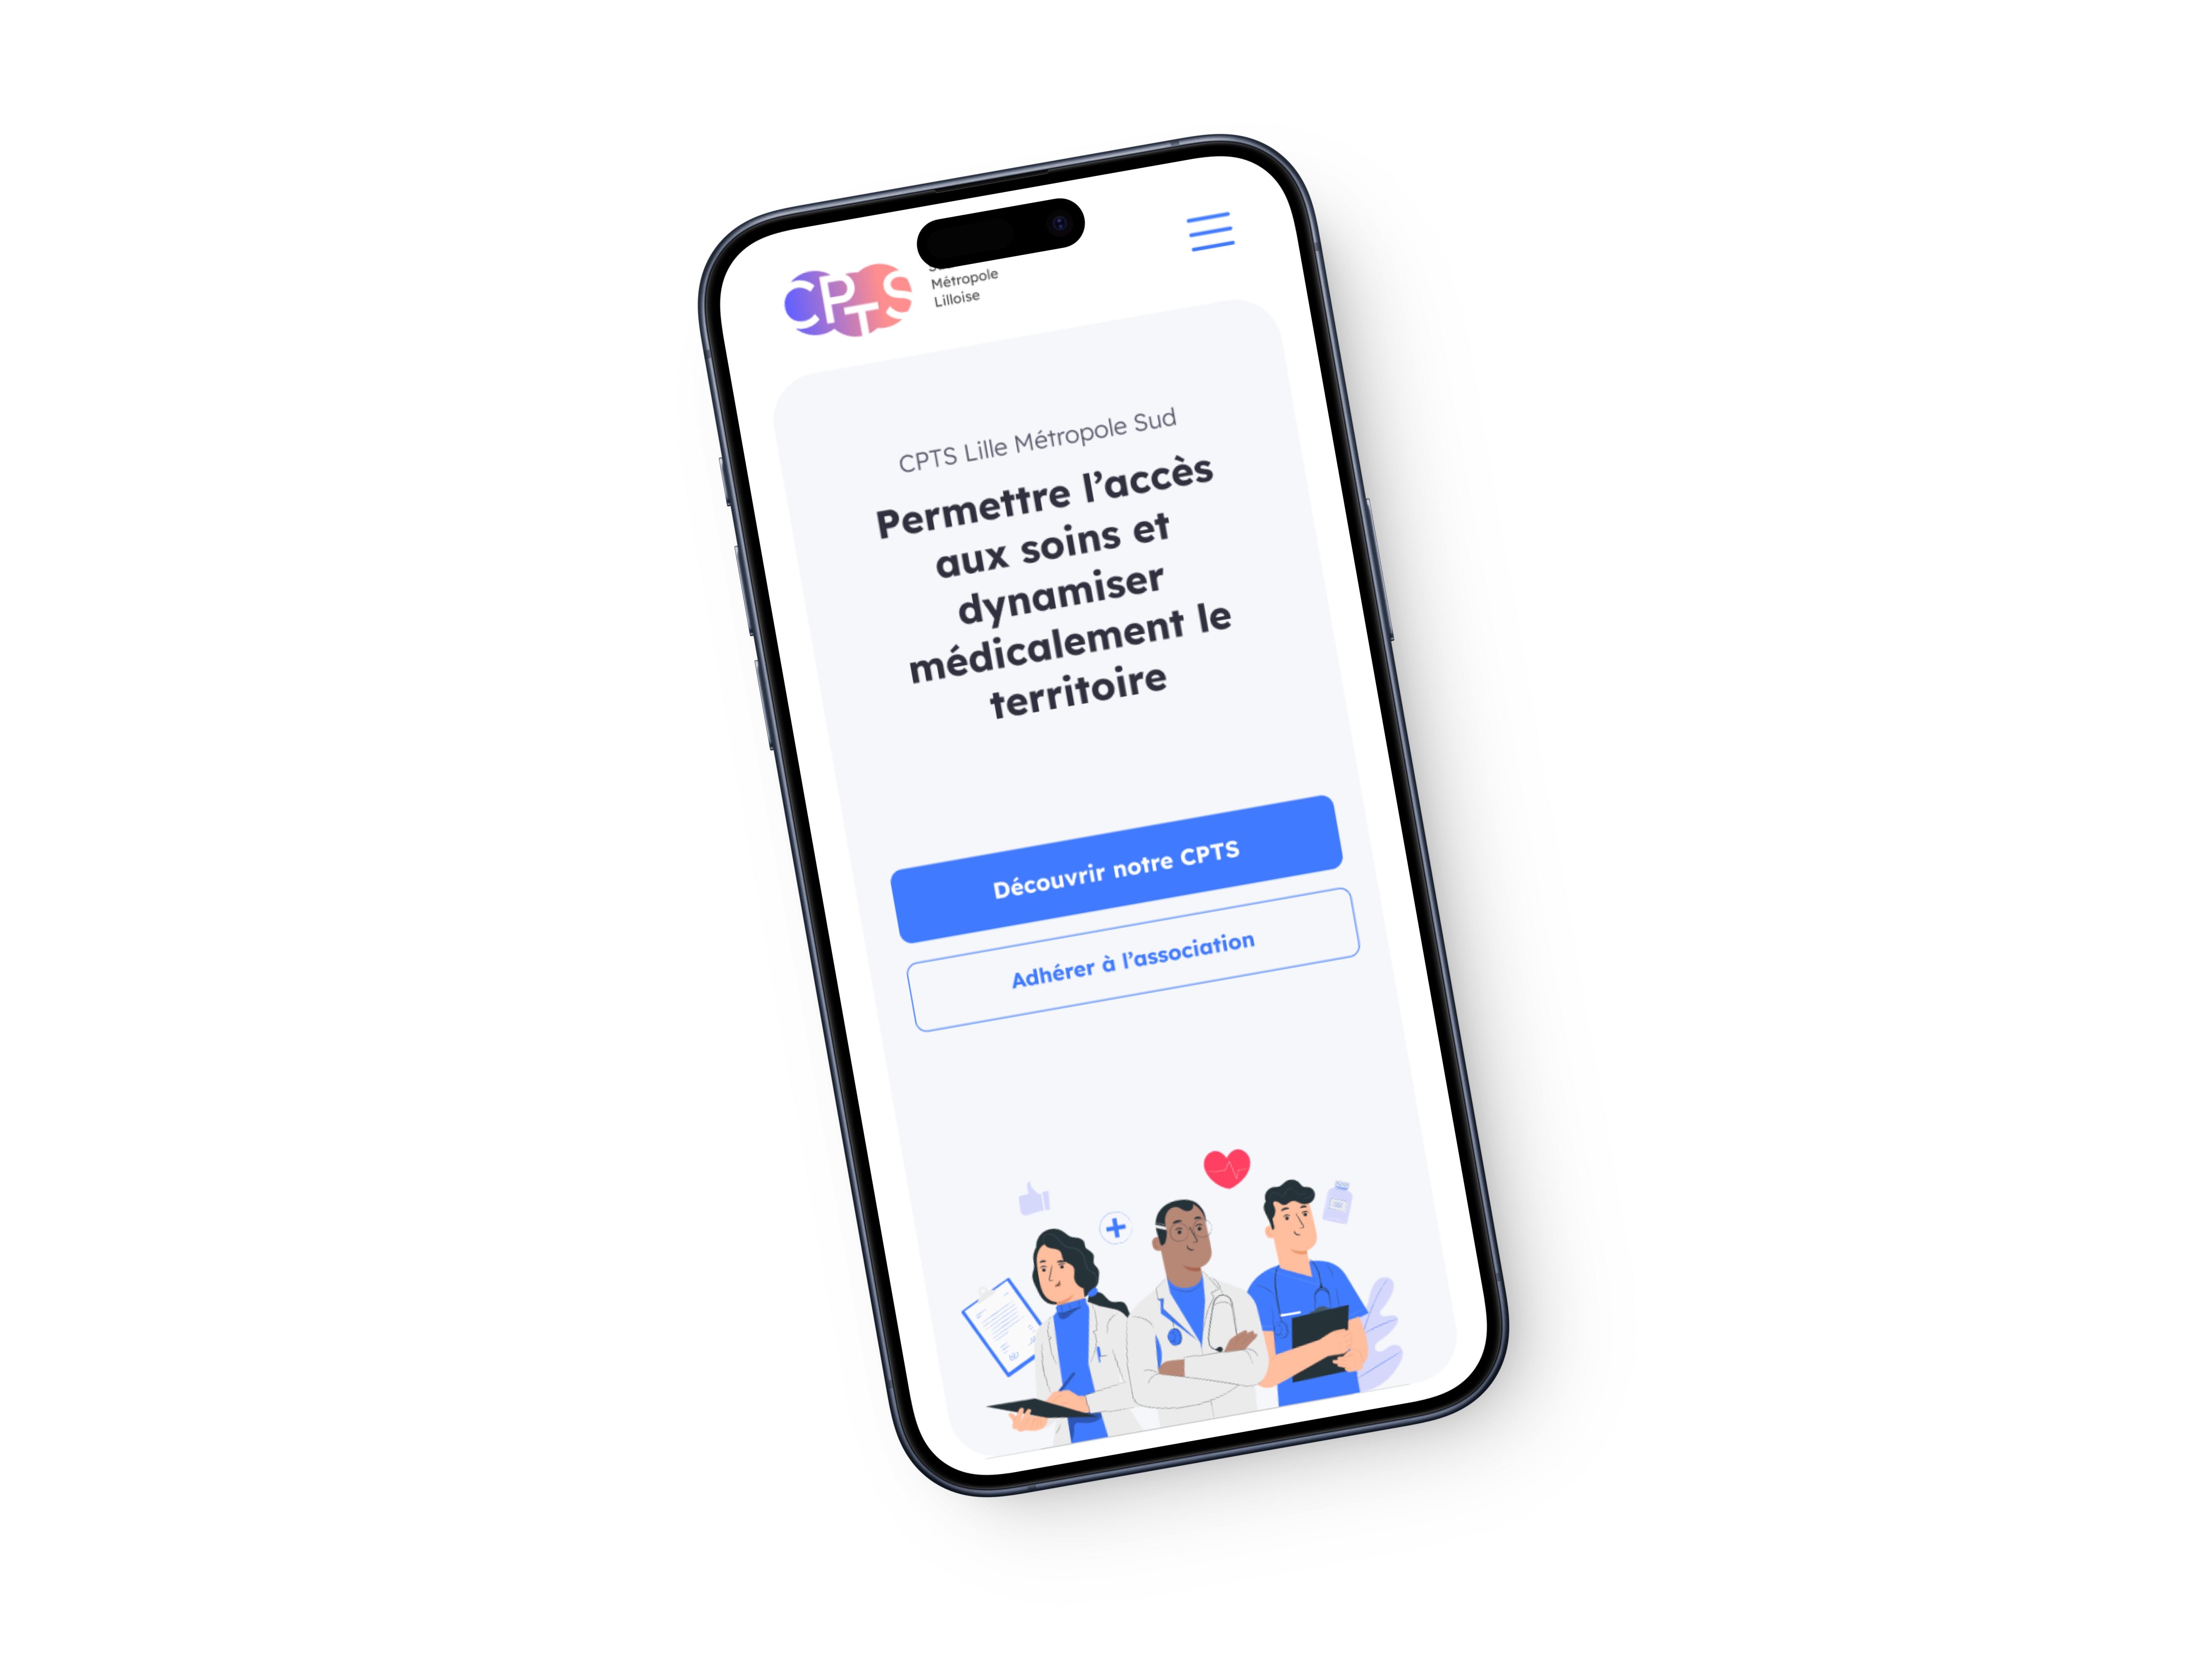 CPTS
Métropole
Lilloise
CPTS Lille Métropole Sud
Permettre l’accès
aux soins et
dynamiser
médicalement le
territoire
Découvrir notre CPTS
Adhérer à l’association